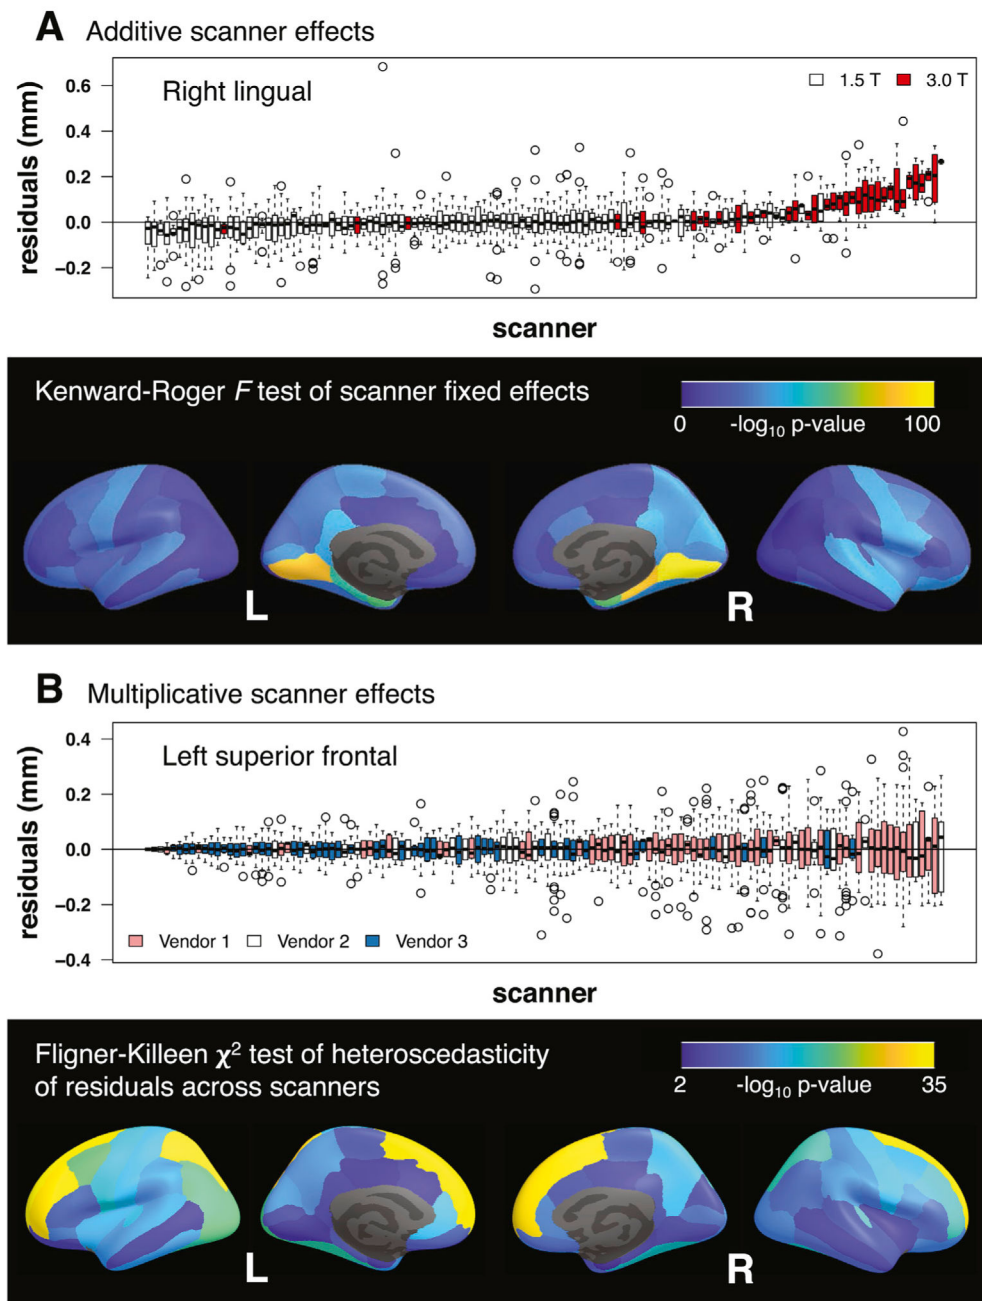 A Additive scanner effects
Right lingual
1.5 T 3.0 T
residuals (mm)
0.6
0.4
0.2
0.0
−0.2
scanner
Kenward-Roger F test of scanner fixed effects
0 -log₁₀ p-value 100
L R
B Multiplicative scanner effects
Left superior frontal
residuals (mm)
0.4
0.2
0.0
−0.2
−0.4
Vendor 1 Vendor 2 Vendor 3
scanner
Fligner-Killeen χ² test of heteroscedasticity
of residuals across scanners
2 -log₁₀ p-value 35
L R